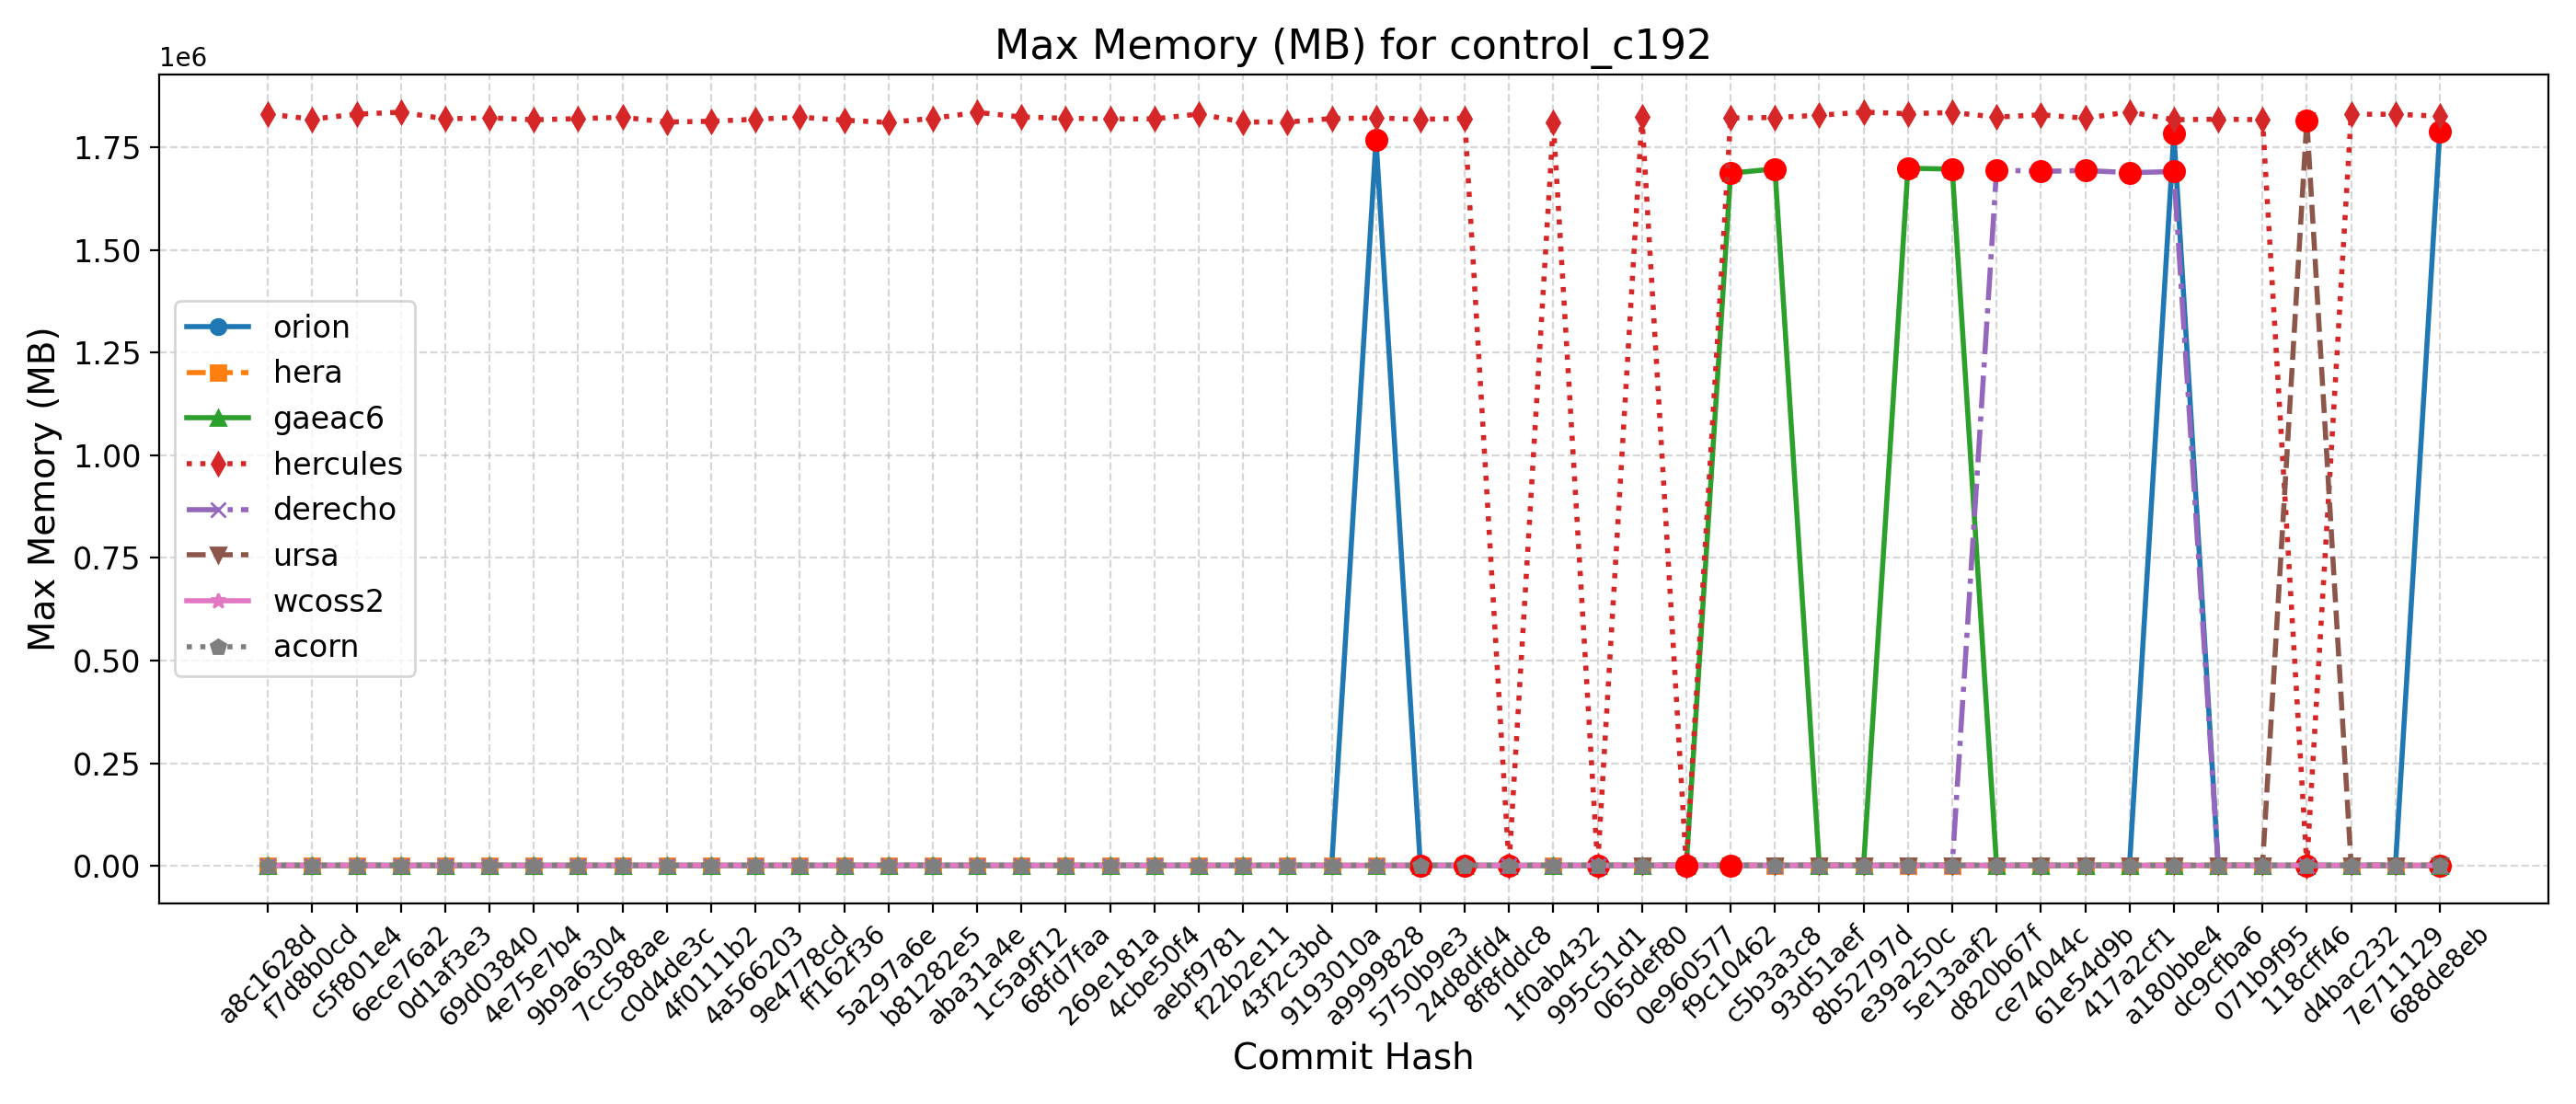 Max Memory (MB) for control_c192
1e6
Max Memory (MB)
1.75
1.50
1.25
1.00
0.75
0.50
0.25
0.00
orion
hera
gaeac6
hercules
derecho
ursa
wcoss2
acorn
a8c1628d
f7d8b0cd
c5f801e4
6ece76a2
0d1af3e3
69d03840
4e75e7b4
9b9a6304
7cc588ae
c0d4de3c
4f0111b2
4a566203
9e4778cd
ff162f36
5a297a6e
b81282e5
aba31a4e
1c5a9f12
68fd7faa
269e181a
4cbe50f4
aebf9781
f22b2e11
43f2c3bd
9193010a
a9999828
5750b9e3
24d8dfd4
8f8fddc8
1f0ab432
995c51d1
065def80
0e960577
f9c10462
c5b3a3c8
93d51aef
8b52797d
e39a250c
5e13aaf2
d820b67f
ce74044c
61e54d9b
417a2cf1
a180bbe4
dc9cfba6
071b9f95
118cff46
d4bac232
7e711129
688de8eb
Commit Hash